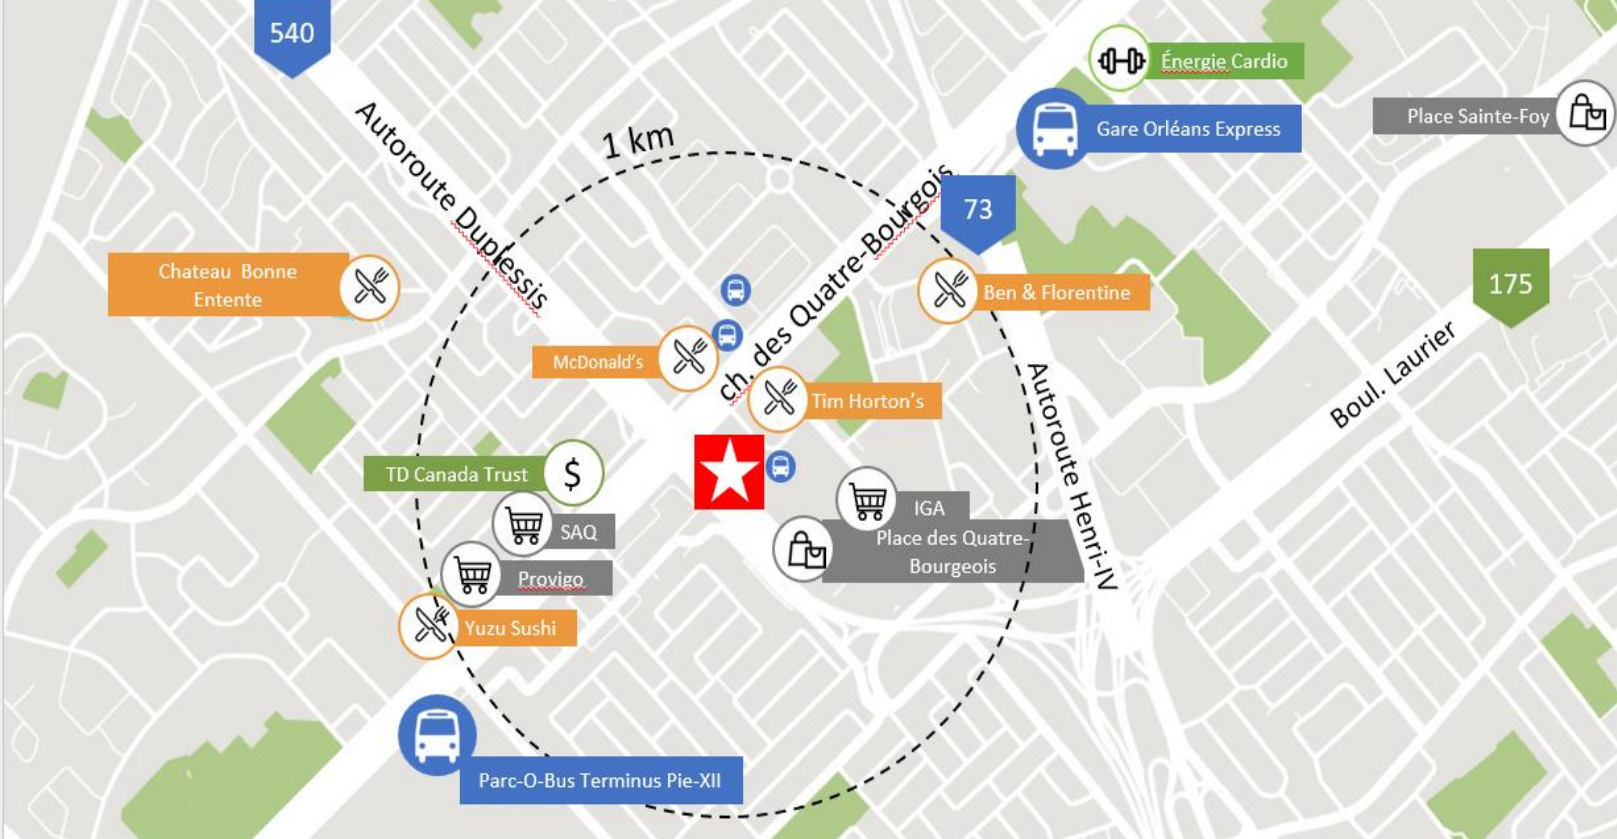 540
Énergie Cardio
Place Sainte-Foy
Gare Orléans Express
1 km
Autoroute Duplessis
ch. des Quatre-Bourgois
73
Chateau Bonne
Entente
Ben & Florentine
175
McDonald's
Tim Horton's
Boul. Laurier
Autoroute Henri-IV
TD Canada Trust
$
IGA
SAQ
Place des Quatre-
Bourgeois
Provigo
Yuzu Sushi
Parc-O-Bus Terminus Pie-XII